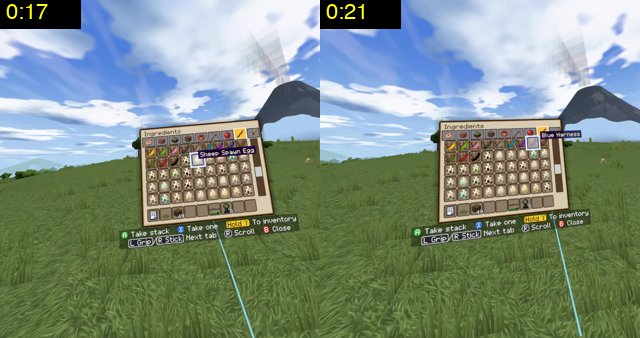 0:17
Ingredients
Sheep Spawn Egg
A Take stack X Take one Hold Y To inventory
L Grip/R Stick Next tab R Scroll B Close
0:21
Ingredients
Blue Harness
A Take stack X Take one Hold Y To inventory
L Grip/R Stick Next tab R Scroll B Close